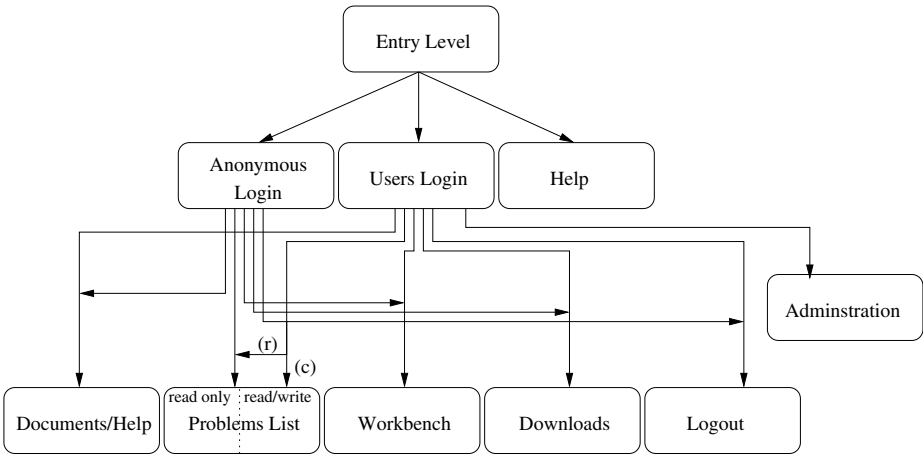 Entry Level
Anonymous
Login
Users Login
Help
Adminstration
(r)
(c)
read only
read/write
Documents/Help
Problems List
Workbench
Downloads
Logout